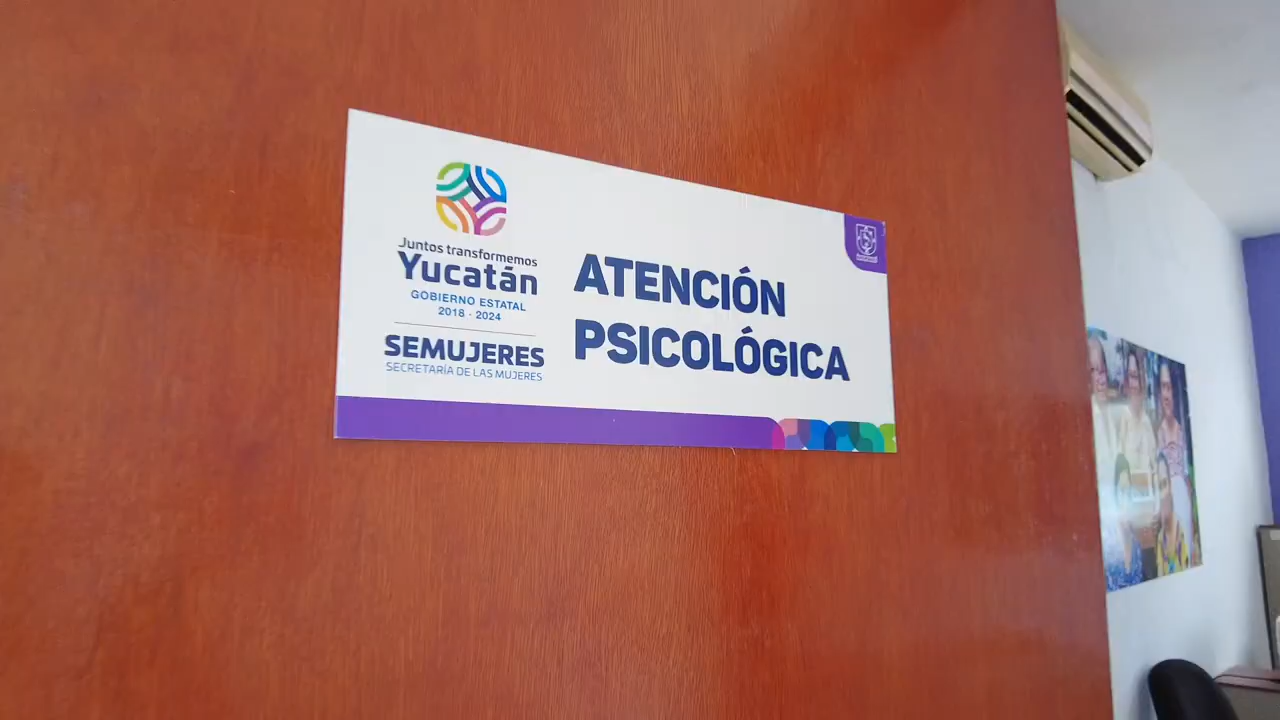 Juntos transformemos
Yucatán
GOBIERNO ESTATAL
2018 - 2024
SEMUJERES
SECRETARÍA DE LAS MUJERES
ATENCIÓN
PSICOLÓGICA